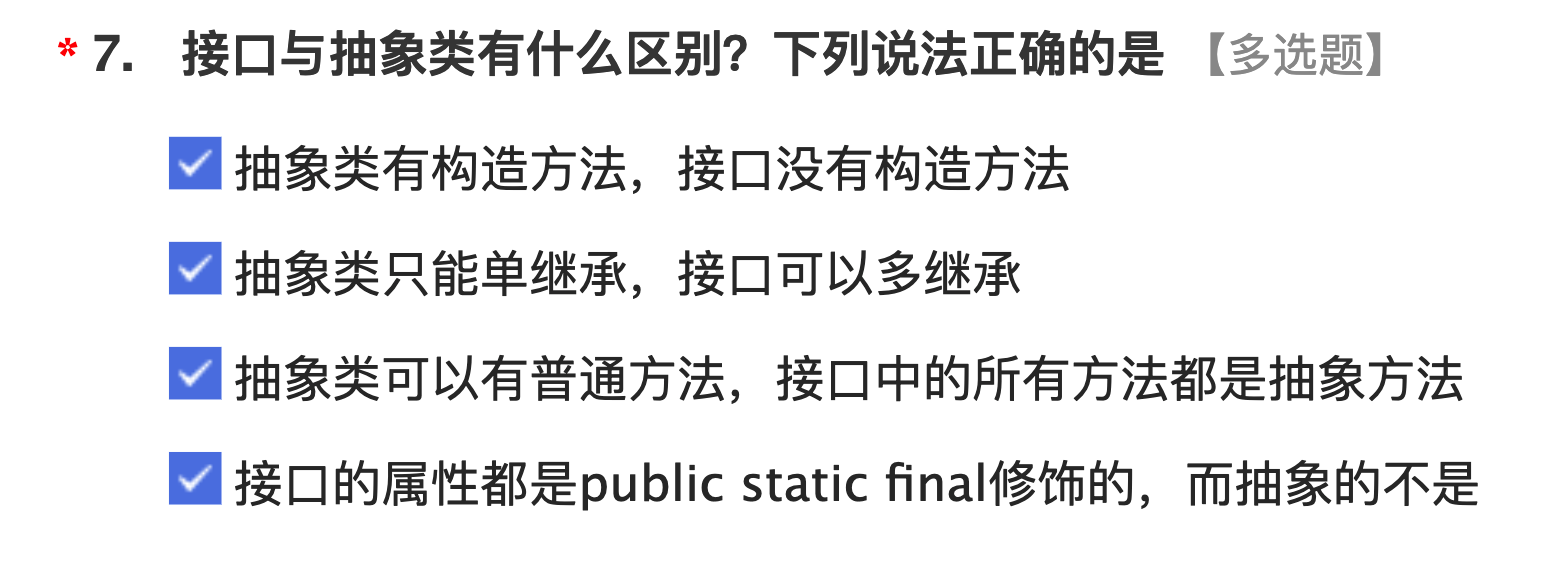 * 7. 接口与抽象类有什么区别？下列说法正确的是 【多选题】
抽象类有构造方法，接口没有构造方法
抽象类只能单继承，接口可以多继承
抽象类可以有普通方法，接口中的所有方法都是抽象方法
接口的属性都是public static final修饰的，而抽象的不是